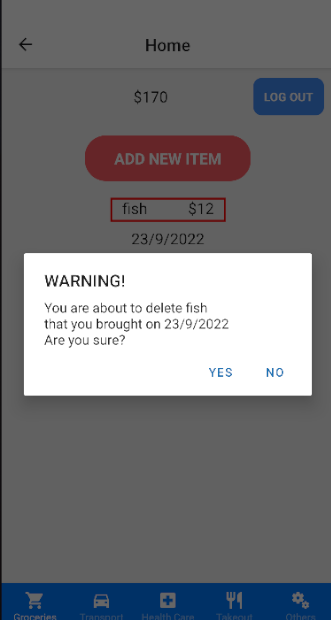 Home
$170 LOG OUT
ADD NEW ITEM
fish $12
23/9/2022
WARNING!
You are about to delete fish
that you brought on 23/9/2022
Are you sure?
YES NO
Groceries Transport Health Care Takeout Others